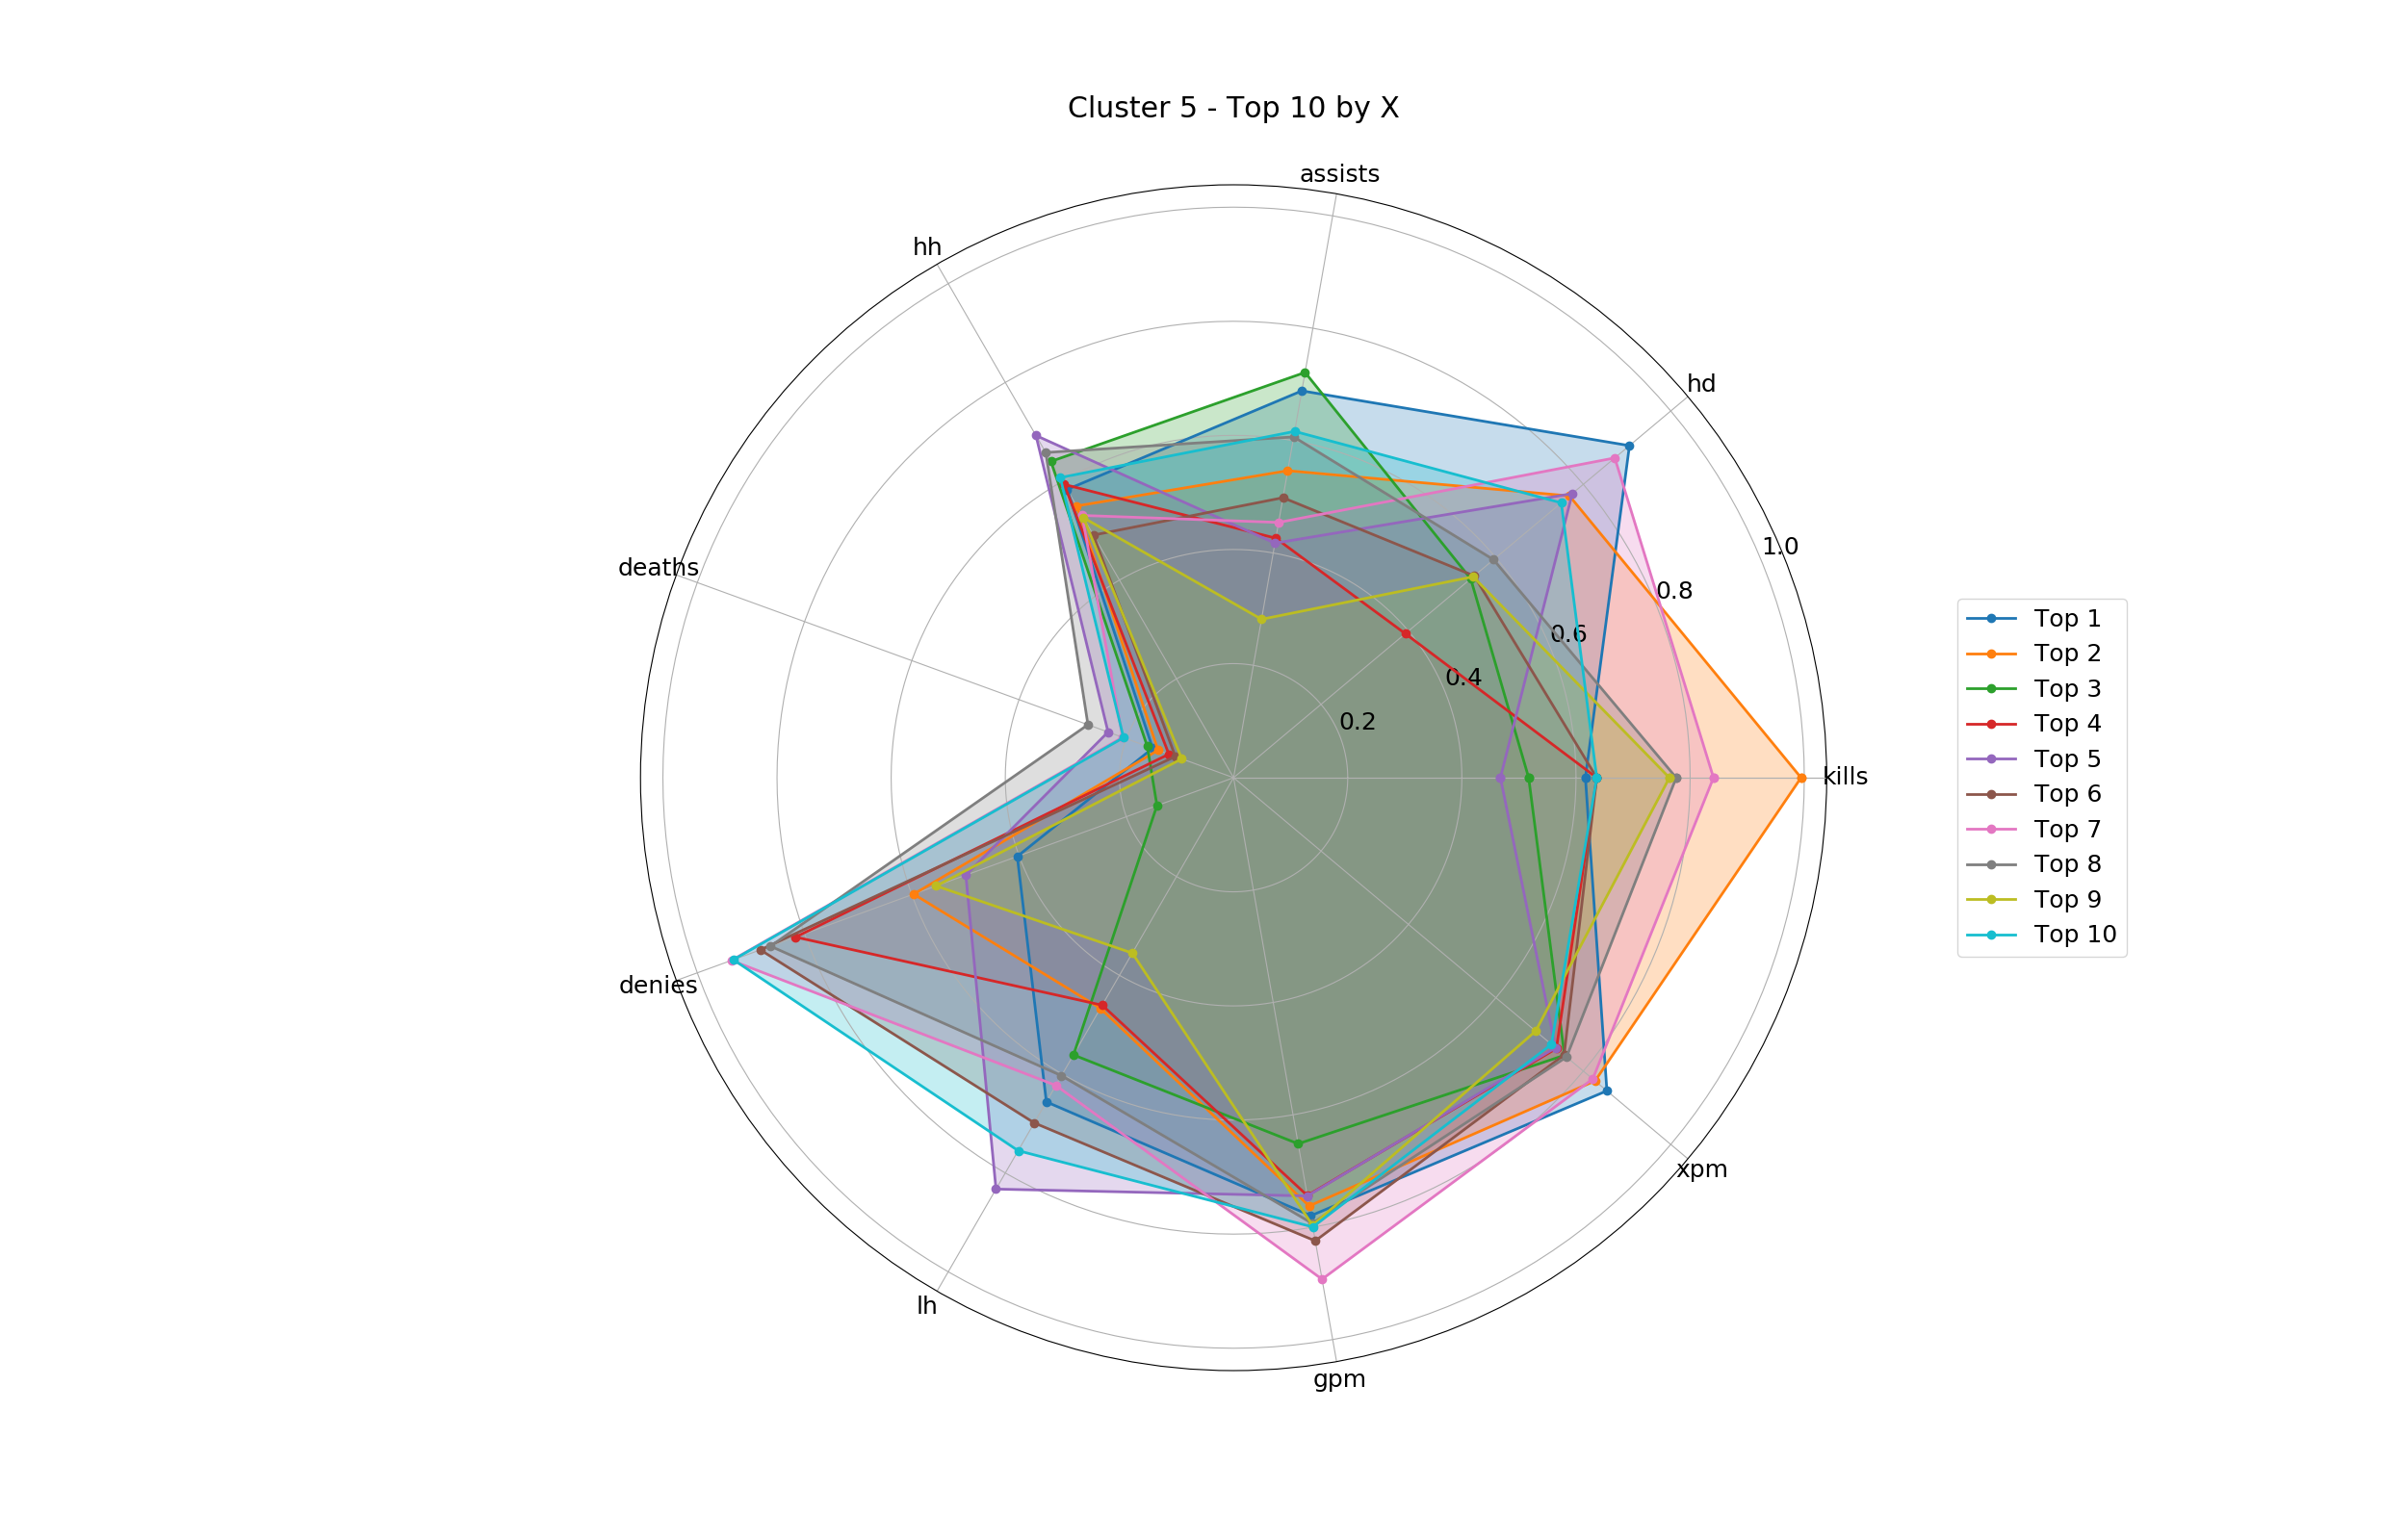 Cluster 5 - Top 10 by X
assists
hh
hd
deaths
1.0
0.8
0.6
0.4
0.2
kills
denies
xpm
lh
gpm
Top 1
Top 2
Top 3
Top 4
Top 5
Top 6
Top 7
Top 8
Top 9
Top 10